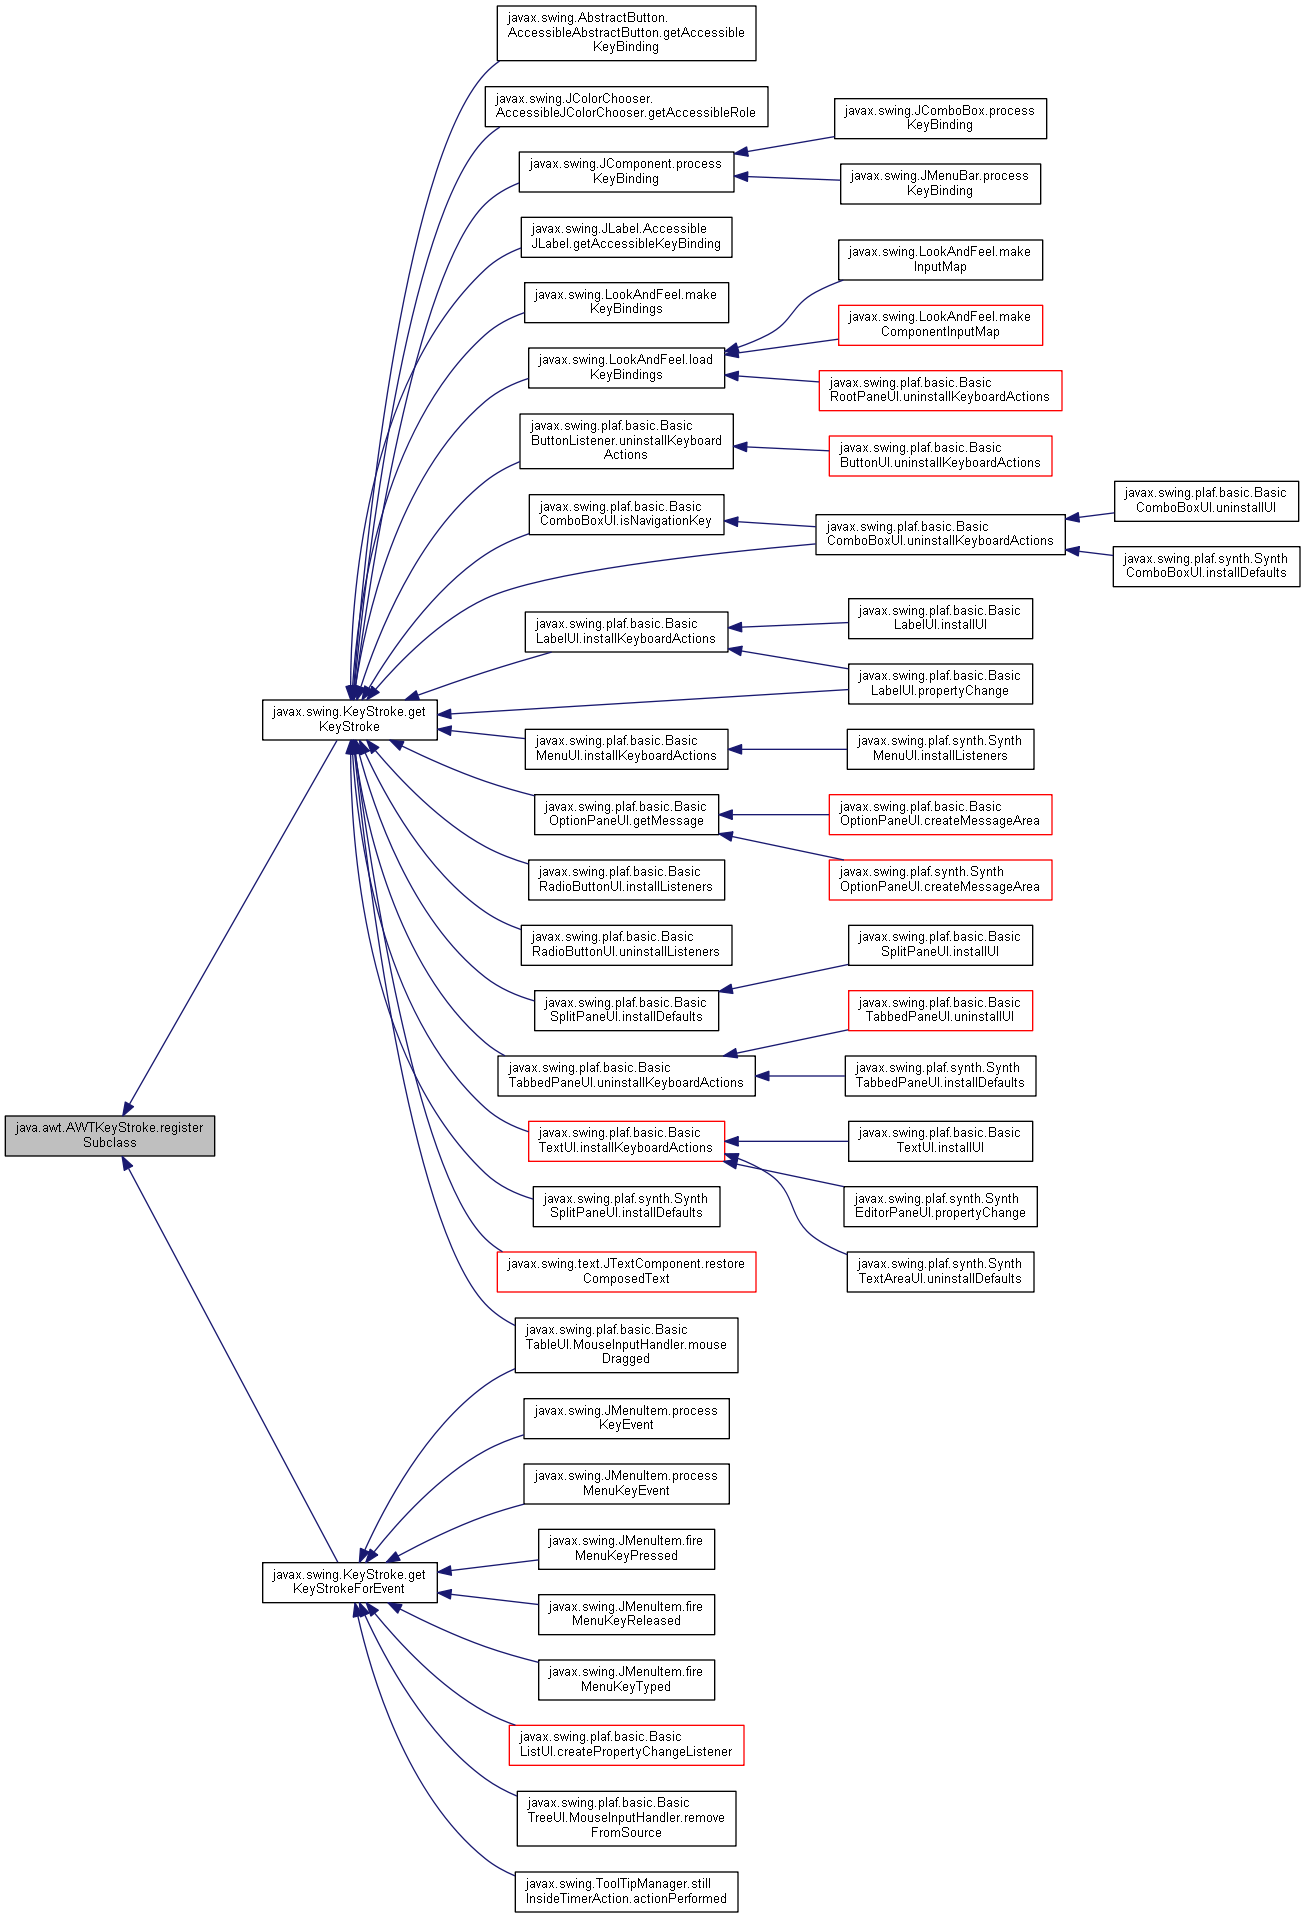 javax.swing.AbstractButton.
AccessibleAbstractButton.getAccessible
KeyBinding
javax.swing.JColorChooser.
AccessibleJColorChooser.getAccessibleRole
javax.swing.JComboBox.process
KeyBinding
javax.swing.JComponent.process
KeyBinding
javax.swing.JMenuBar.process
KeyBinding
javax.swing.JLabel.Accessible
JLabel.getAccessibleKeyBinding
javax.swing.LookAndFeel.make
InputMap
javax.swing.LookAndFeel.make
KeyBindings
javax.swing.LookAndFeel.make
ComponentInputMap
javax.swing.LookAndFeel.load
KeyBindings
javax.swing.plaf.basic.Basic
RootPaneUI.uninstallKeyboardActions
javax.swing.plaf.basic.Basic
ButtonListener.uninstallKeyboard
Actions
javax.swing.plaf.basic.Basic
ButtonUI.uninstallKeyboardActions
javax.swing.plaf.basic.Basic
ComboBoxUI.isNavigationKey
javax.swing.plaf.basic.Basic
ComboBoxUI.uninstallKeyboardActions
javax.swing.plaf.basic.Basic
ComboBoxUI.uninstallUI
javax.swing.plaf.synth.Synth
ComboBoxUI.installDefaults
javax.swing.plaf.basic.Basic
LabelUI.installKeyboardActions
javax.swing.plaf.basic.Basic
LabelUI.installUI
javax.swing.plaf.basic.Basic
LabelUI.propertyChange
javax.swing.KeyStroke.get
KeyStroke
javax.swing.plaf.basic.Basic
MenuUI.installKeyboardActions
javax.swing.plaf.synth.Synth
MenuUI.installListeners
javax.swing.plaf.basic.Basic
OptionPaneUI.getMessage
javax.swing.plaf.basic.Basic
OptionPaneUI.createMessageArea
javax.swing.plaf.basic.Basic
RadioButtonUI.installListeners
javax.swing.plaf.synth.Synth
OptionPaneUI.createMessageArea
javax.swing.plaf.basic.Basic
RadioButtonUI.uninstallListeners
javax.swing.plaf.basic.Basic
SplitPaneUI.installUI
javax.swing.plaf.basic.Basic
SplitPaneUI.installDefaults
javax.swing.plaf.basic.Basic
TabbedPaneUI.uninstallUI
javax.swing.plaf.basic.Basic
TabbedPaneUI.uninstallKeyboardActions
javax.swing.plaf.synth.Synth
TabbedPaneUI.installDefaults
java.awt.AWTKeyStroke.register
Subclass
javax.swing.plaf.basic.Basic
TextUI.installKeyboardActions
javax.swing.plaf.basic.Basic
TextUI.installUI
javax.swing.plaf.synth.Synth
SplitPaneUI.installDefaults
javax.swing.plaf.synth.Synth
EditorPaneUI.propertyChange
javax.swing.text.JTextComponent.restore
ComposedText
javax.swing.plaf.synth.Synth
TextAreaUI.uninstallDefaults
javax.swing.plaf.basic.Basic
TableUI.MouseInputHandler.mouse
Dragged
javax.swing.JMenuItem.process
KeyEvent
javax.swing.JMenuItem.process
MenuKeyEvent
javax.swing.JMenuItem.fire
MenuKeyPressed
javax.swing.KeyStroke.get
KeyStrokeForEvent
javax.swing.JMenuItem.fire
MenuKeyReleased
javax.swing.JMenuItem.fire
MenuKeyTyped
javax.swing.plaf.basic.Basic
ListUI.createPropertyChangeListener
javax.swing.plaf.basic.Basic
TreeUI.MouseInputHandler.remove
FromSource
javax.swing.ToolTipManager.still
InsideTimerAction.actionPerformed